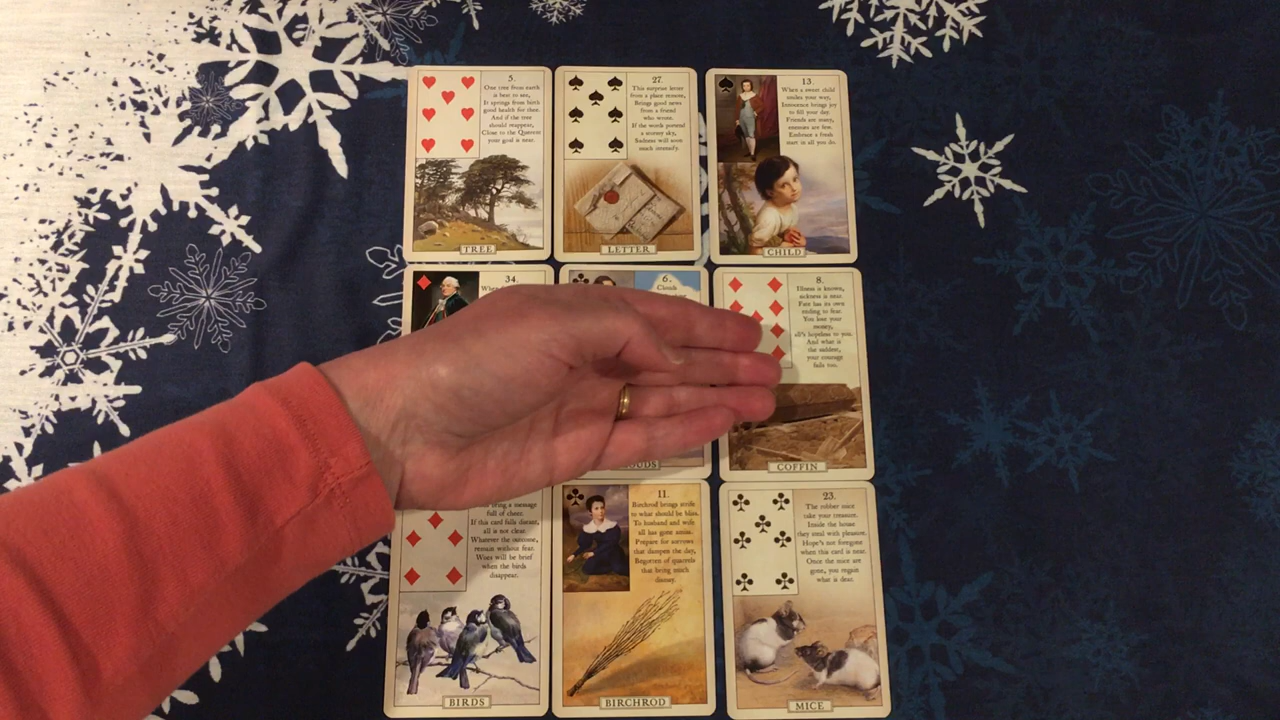 5.
One tree from earth
is best to see,
It springs from birth
good health for thee.
And if the tree
should reappear,
Close to the Querent
your goal is near.
TREE
27.
This surprise letter
from a place remote,
Brings good news
from a friend
who wrote.
If the words portend
a stormy sky,
Sadness will soon
much intensify.
LETTER
13.
When a sweet child
smiles your way,
Innocence brings joy
to fill your day.
Friends are many,
enemies are few.
Embrace a fresh
start in all you do.
CHILD
34.
6.
Clouds
8.
Illness is known,
sickness is near.
Fate has its own
ending to fear.
You lose your
money,
all's hopeless to you.
And what is
the saddest,
your courage
fails too.
COFFIN
bring a message
full of cheer.
If this card falls distant,
all is not clear.
Whatever the outcome,
remain without fear.
Woes will be brief
when the birds
disappear.
BIRDS
11.
Birchrod brings strife
to what should be bliss.
To husband and wife
all has gone amiss.
Prepare for sorrows
that dampen the day,
Begotten of quarrels
that bring much
dismay.
BIRCHROD
23.
The robber mice
take your treasure.
Inside the house
they steal with pleasure.
Hope's not foregone
when this card is near.
Once the mice are
gone, you regain
what is dear.
MICE